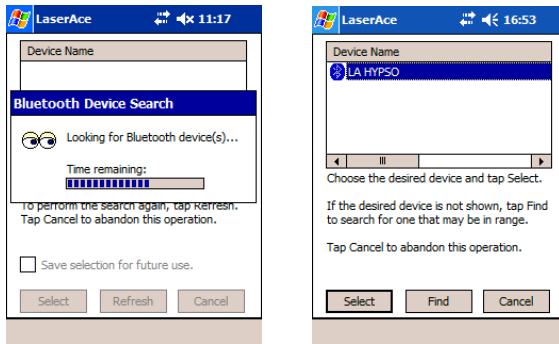 LaserAce 11:17
Device Name
Bluetooth Device Search
Looking for Bluetooth device(s)...
Time remaining:
To perform the search again, tap Refresh.
Tap Cancel to abandon this operation.
Save selection for future use.
Select Refresh Cancel
LaserAce 16:53
Device Name
LA HYPSO
Choose the desired device and tap Select.
If the desired device is not shown, tap Find
to search for one that may be in range.
Tap Cancel to abandon this operation.
Select Find Cancel